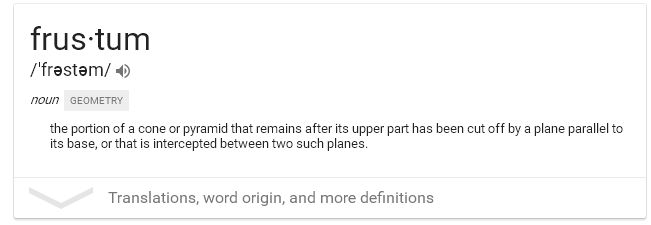 frus·tum
/ˈfrəstəm/
noun GEOMETRY
the portion of a cone or pyramid that remains after its upper part has been cut off by a plane parallel to
its base, or that is intercepted between two such planes.
Translations, word origin, and more definitions